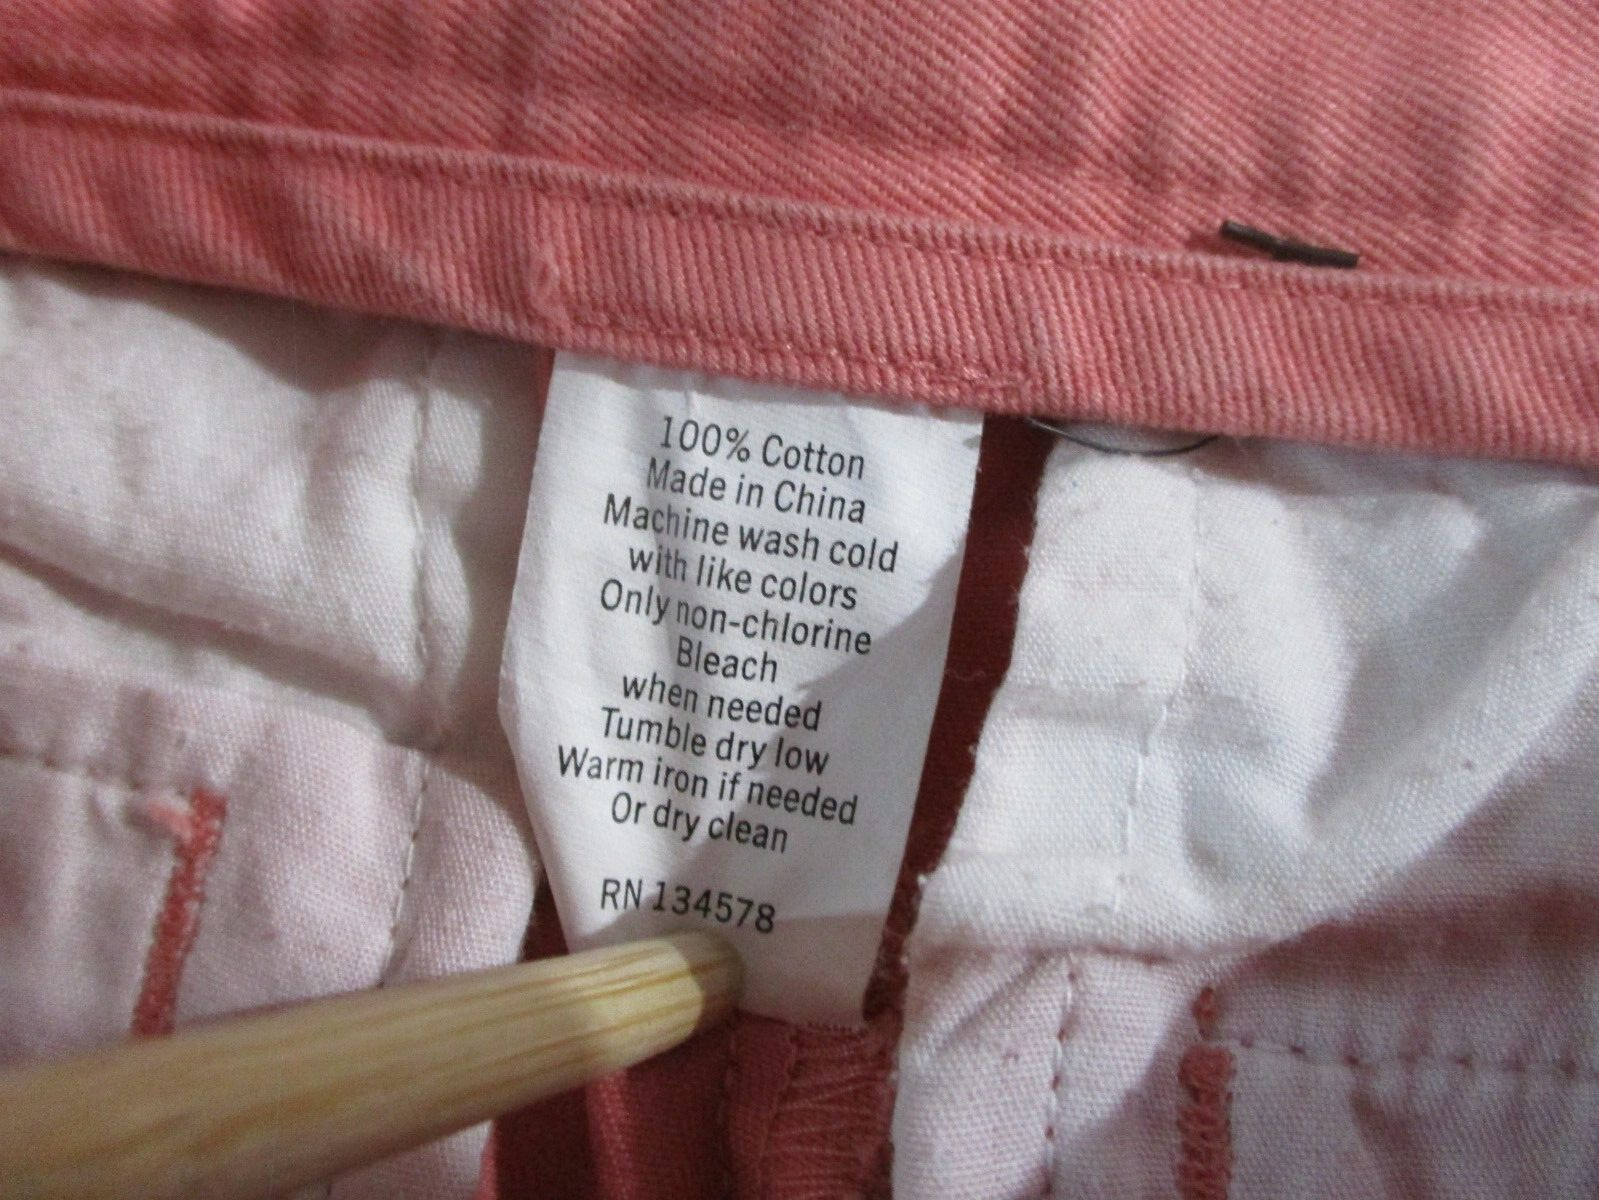 100% Cotton
Made in China
Machine wash cold
with like colors
Only non-chlorine
Bleach
when needed
Tumble dry low
Warm iron if needed
Or dry clean
RN 134578